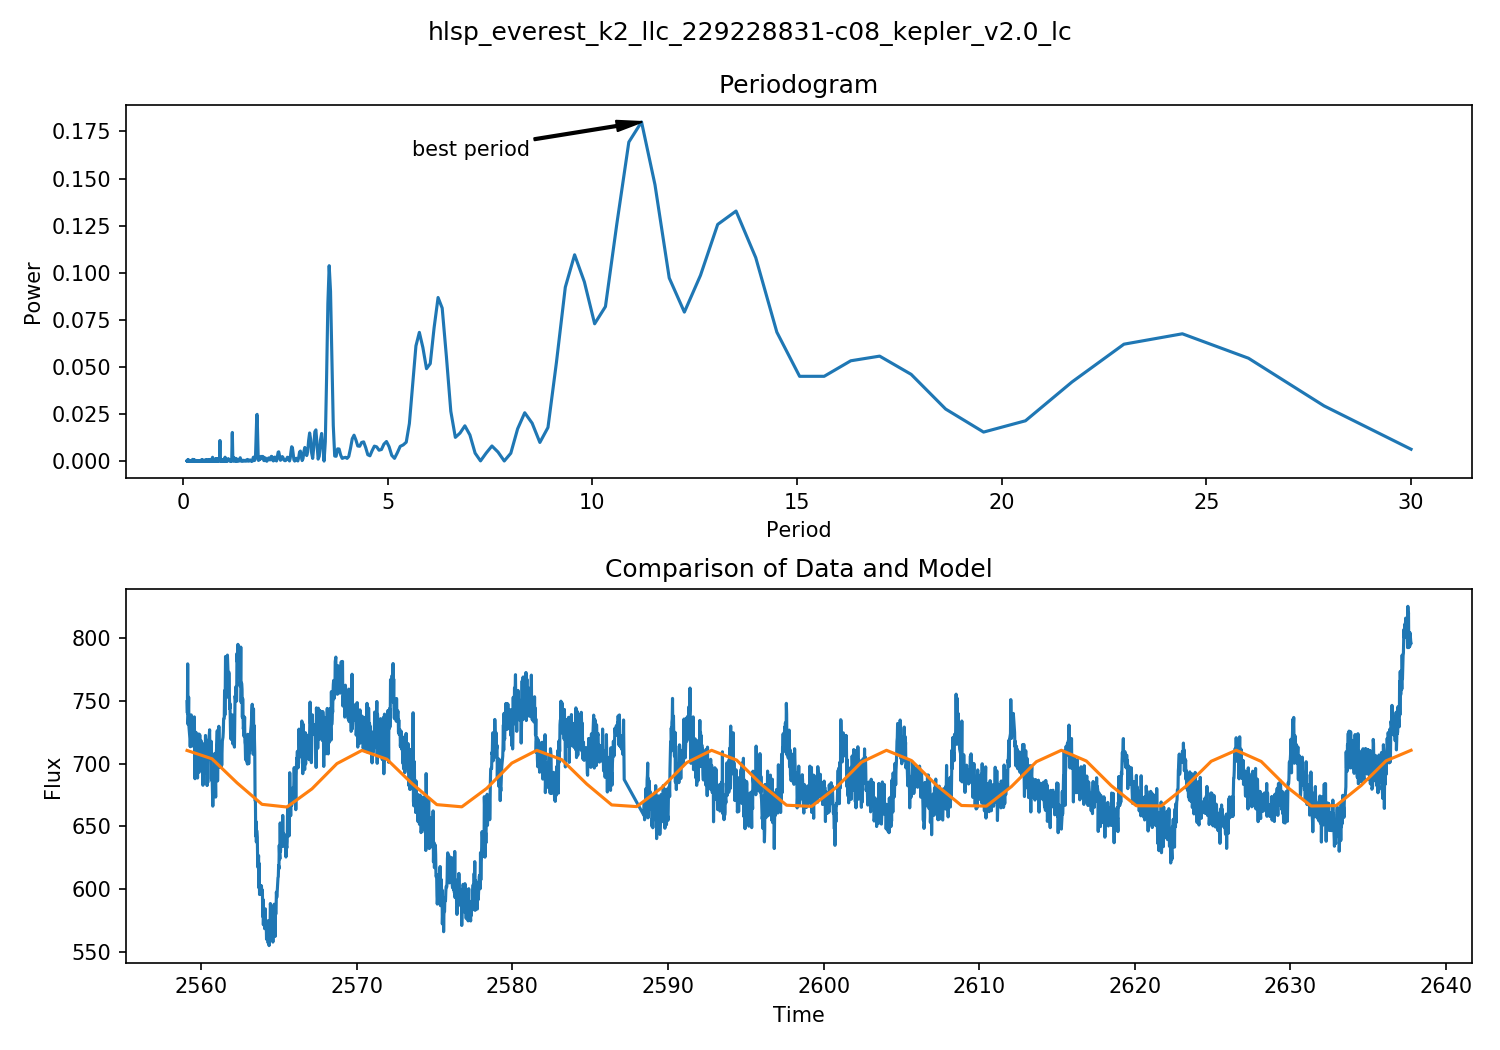 hlsp_everest_k2_llc_229228831-c08_kepler_v2.0_lc
Periodogram
best period
0.175
0.150
0.125
0.100
0.075
0.050
0.025
0.000
Power
0 5 10 15 20 25 30
Period
Comparison of Data and Model
800
750
700
650
600
550
Flux
2560 2570 2580 2590 2600 2610 2620 2630 2640
Time